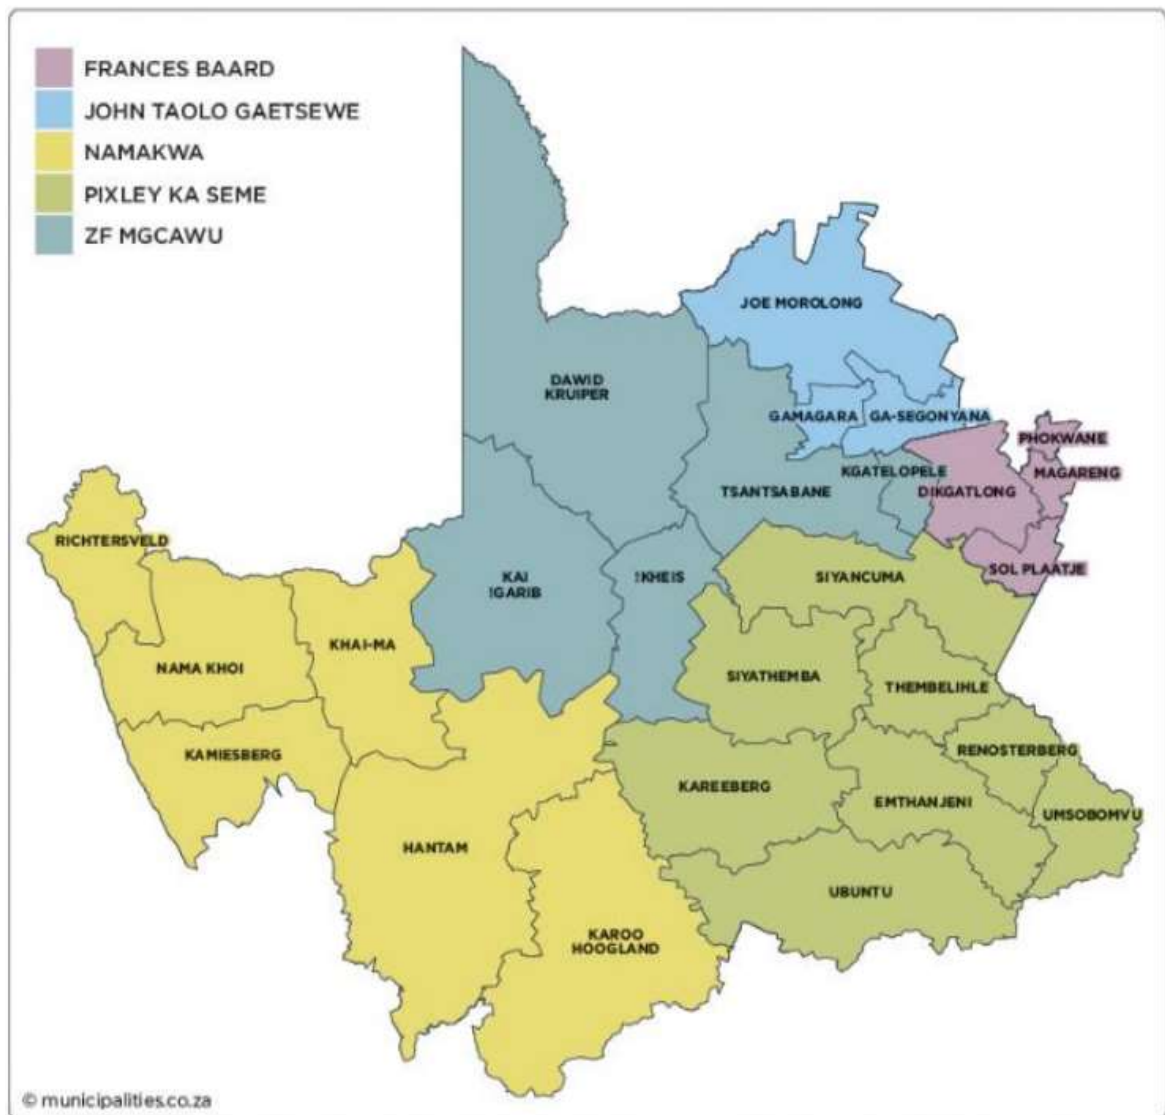 FRANCES BAARD
JOHN TAOLO GAETSEWE
NAMAKWA
PIXLEY KA SEME
ZF MGCAWU
JOE MOROLONG
DAWID
KRUIPER
GAMAGARA
GA-SEGONYANA
PHOKWANE
KGATELOPELE
MAGARENG
TSANTSABANE
DIKGATLONG
RICHTERSVELD
SOL PLAATJE
KAI
!GARIB
!KHEIS
SIYANCUMA
KHAI-MA
NAMA KHOI
SIYATHEMBA
THEMBELIHLE
KAMIESBERG
RENOSTERBERG
KAREEBERG
EMTHANJENI
UMSOBOMVU
HANTAM
UBUNTU
KAROO
HOOGLAND
© municipalities.co.za